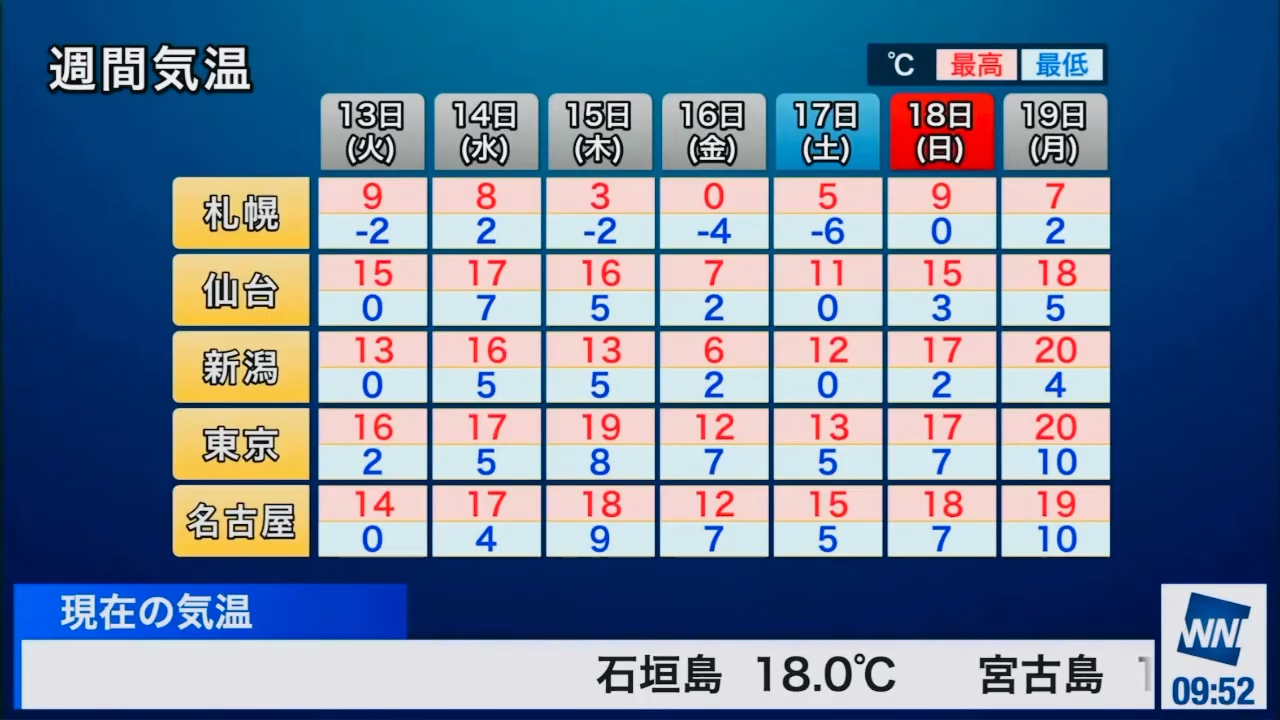 週間気温
℃ 最高 最低
13日 14日 15日 16日 17日 18日 19日
(火) (水) (木) (金) (土) (日) (月)
札幌 9 8 3 0 5 9 7
-2 2 -2 -4 -6 0 2
仙台 15 17 16 7 11 15 18
0 7 5 2 0 3 5
新潟 13 16 13 6 12 17 20
0 5 5 2 0 2 4
東京 16 17 19 12 13 17 20
2 5 8 7 5 7 10
名古屋 14 17 18 12 15 18 19
0 4 9 7 5 7 10
現在の気温
石垣島 18.0℃ 宮古島
WNI
09:52